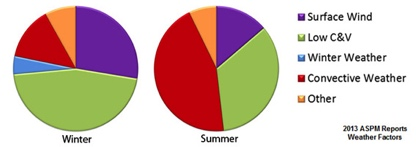 Surface Wind
Low C&V
Winter Weather
Convective Weather
Other
Winter
Summer
2013 ASPM Reports
Weather Factors